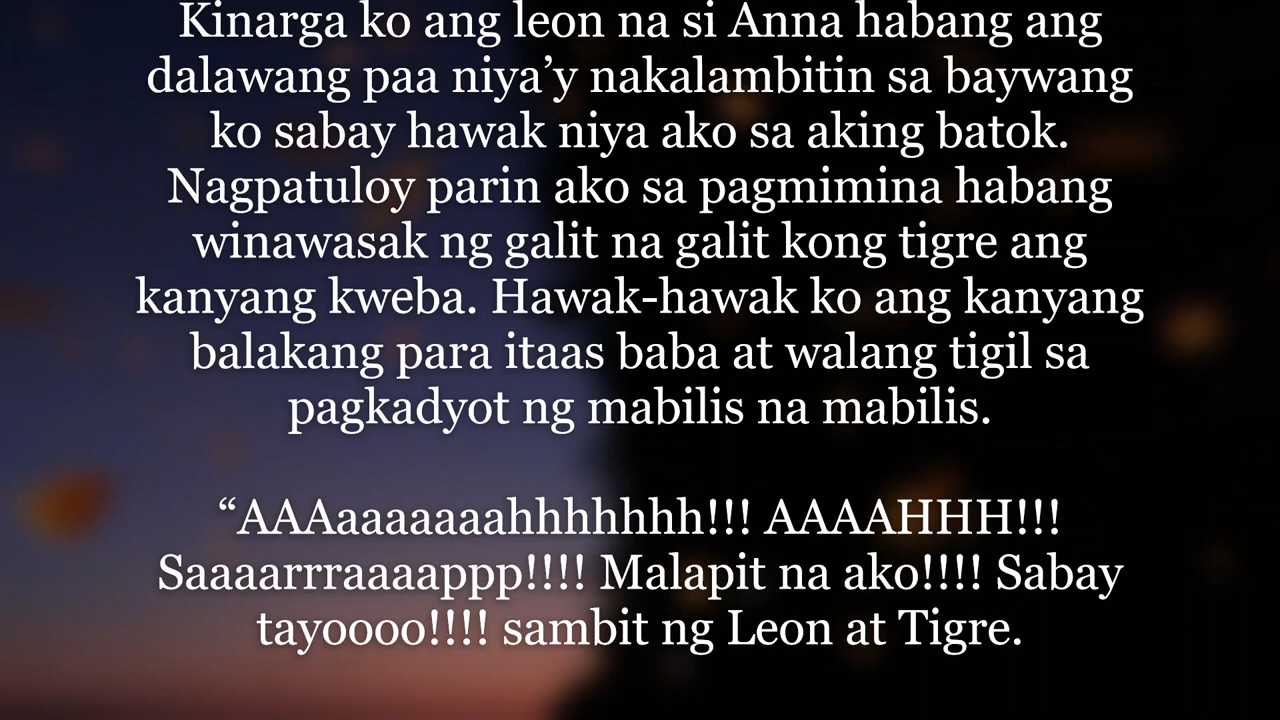 Kinarga ko ang leon na si Anna habang ang
dalawang paa niya’y nakalambitin sa baywang
ko sabay hawak niya ako sa aking batok.
Nagpatuloy parin ako sa pagmimina habang
winawasak ng galit na galit kong tigre ang
kanyang kweba. Hawak-hawak ko ang kanyang
balakang para itaas baba at walang tigil sa
pagkadyot ng mabilis na mabilis.
“AAAaaaaaaaahhhhhhh!!! AAAAHHH!!!
Saaaarrraaaappp!!!! Malapit na ako!!!! Sabay
tayoooo!!!! sambit ng Leon at Tigre.